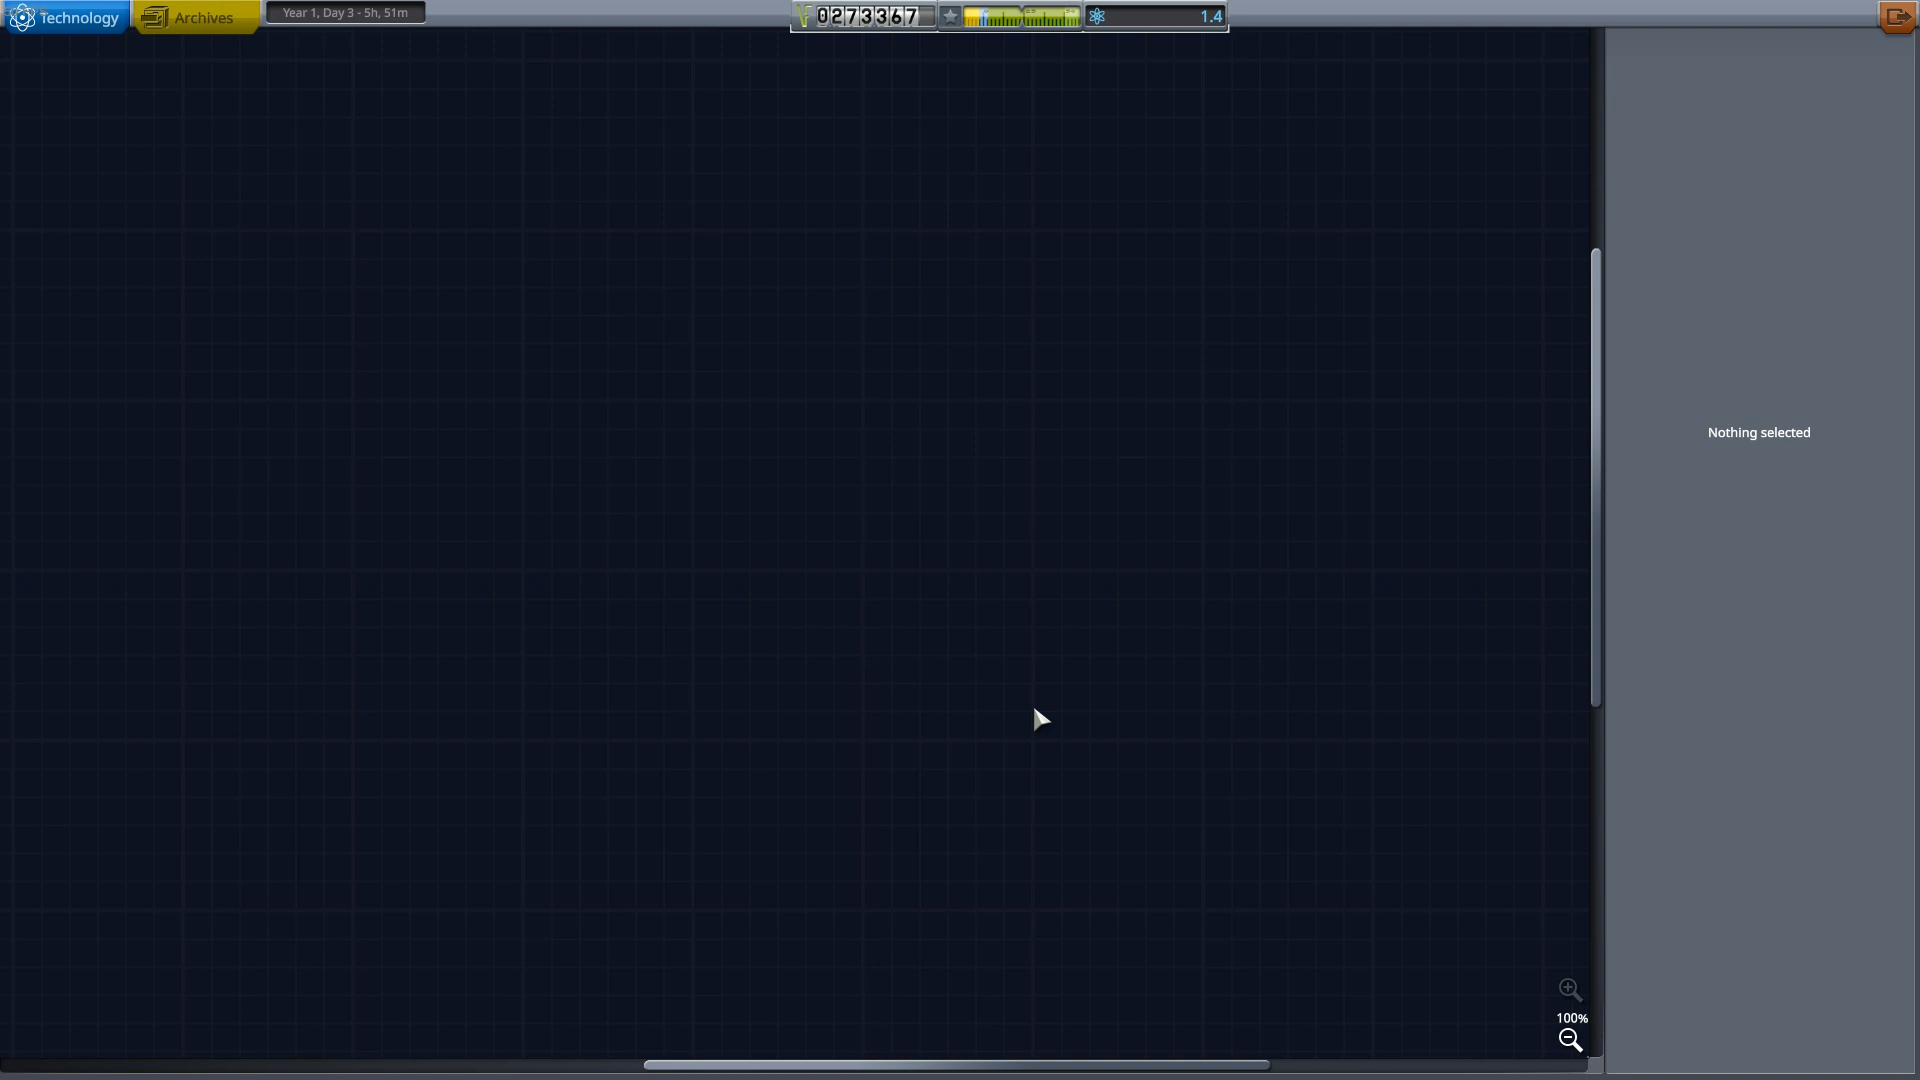 Technology
Archives
Year 1, Day 3 - 5h, 51m
0273367
1.4
Nothing selected
100%